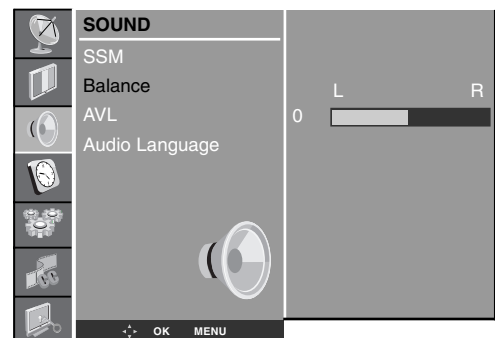 SOUND
SSM
Balance
AVL
Audio Language
L R
0
OK MENU